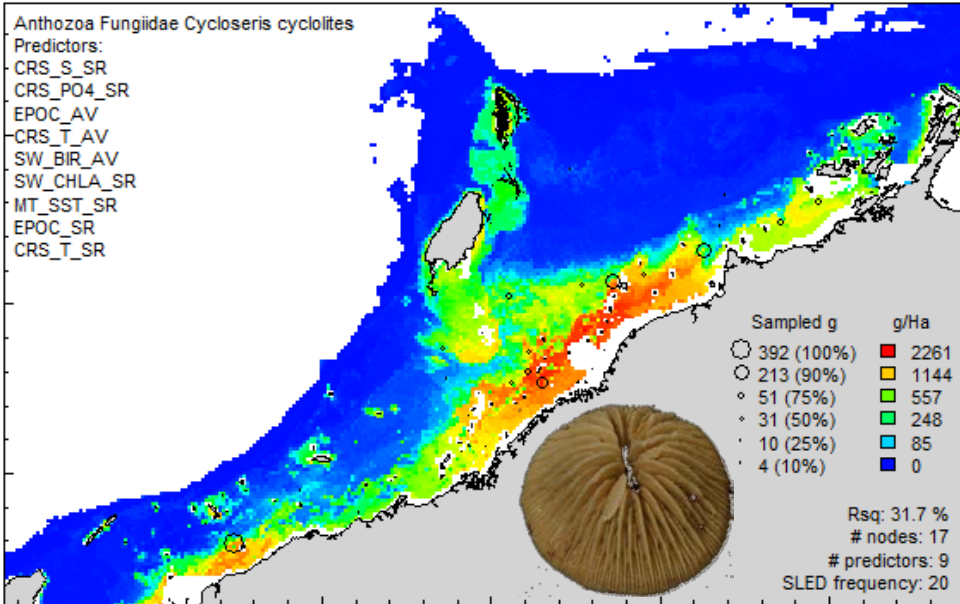 Anthozoa Fungiidae Cycloseris cyclolites
Predictors:
CRS_S_SR
CRS_PO4_SR
EPOC_AV
CRS_T_AV
SW_BIR_AV
SW_CHLA_SR
MT_SST_SR
EPOC_SR
CRS_T_SR
Sampled g g/Ha
392 (100%) 2261
213 (90%) 1144
51 (75%) 557
31 (50%) 248
10 (25%) 85
4 (10%) 0
Rsq: 31.7 %
# nodes: 17
# predictors: 9
SLED frequency: 20